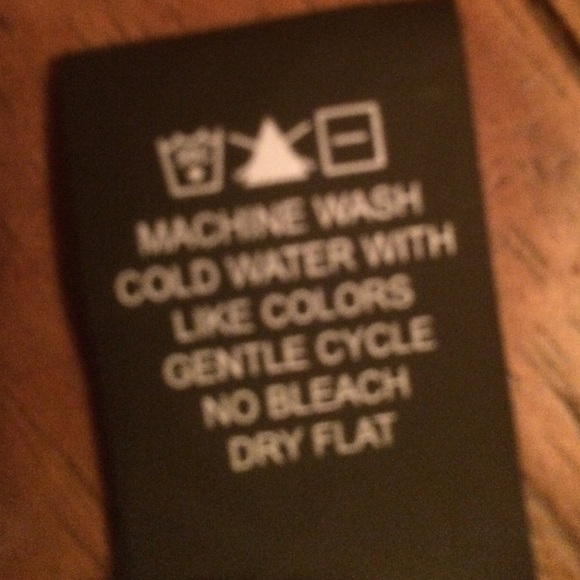 MACHINE WASH
COLD WATER WITH
LIKE COLORS
GENTLE CYCLE
NO BLEACH
DRY FLAT